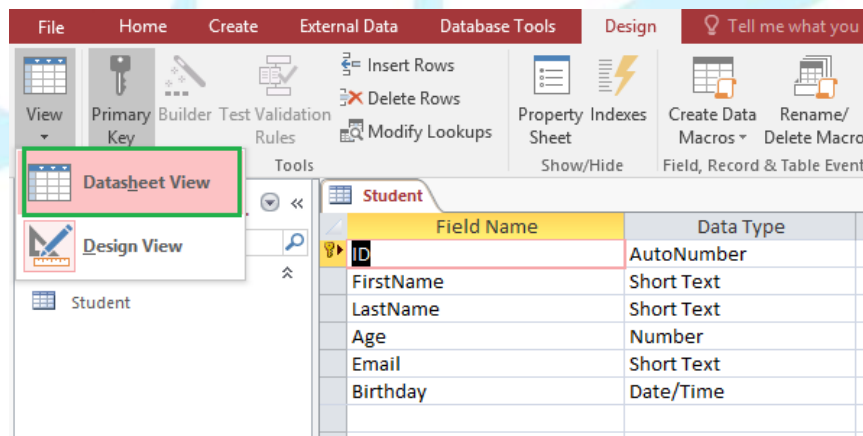 File Home Create External Data Database Tools Design Tell me what you
View Primary Key Builder Test Validation Rules
Insert Rows
Delete Rows
Modify Lookups
Property Sheet Indexes
Create Data Macros Rename/ Delete Macro
Tools Show/Hide Field, Record & Table Event
Datasheet View
Design View
Student
Student
Field Name Data Type
ID AutoNumber
FirstName Short Text
LastName Short Text
Age Number
Email Short Text
Birthday Date/Time